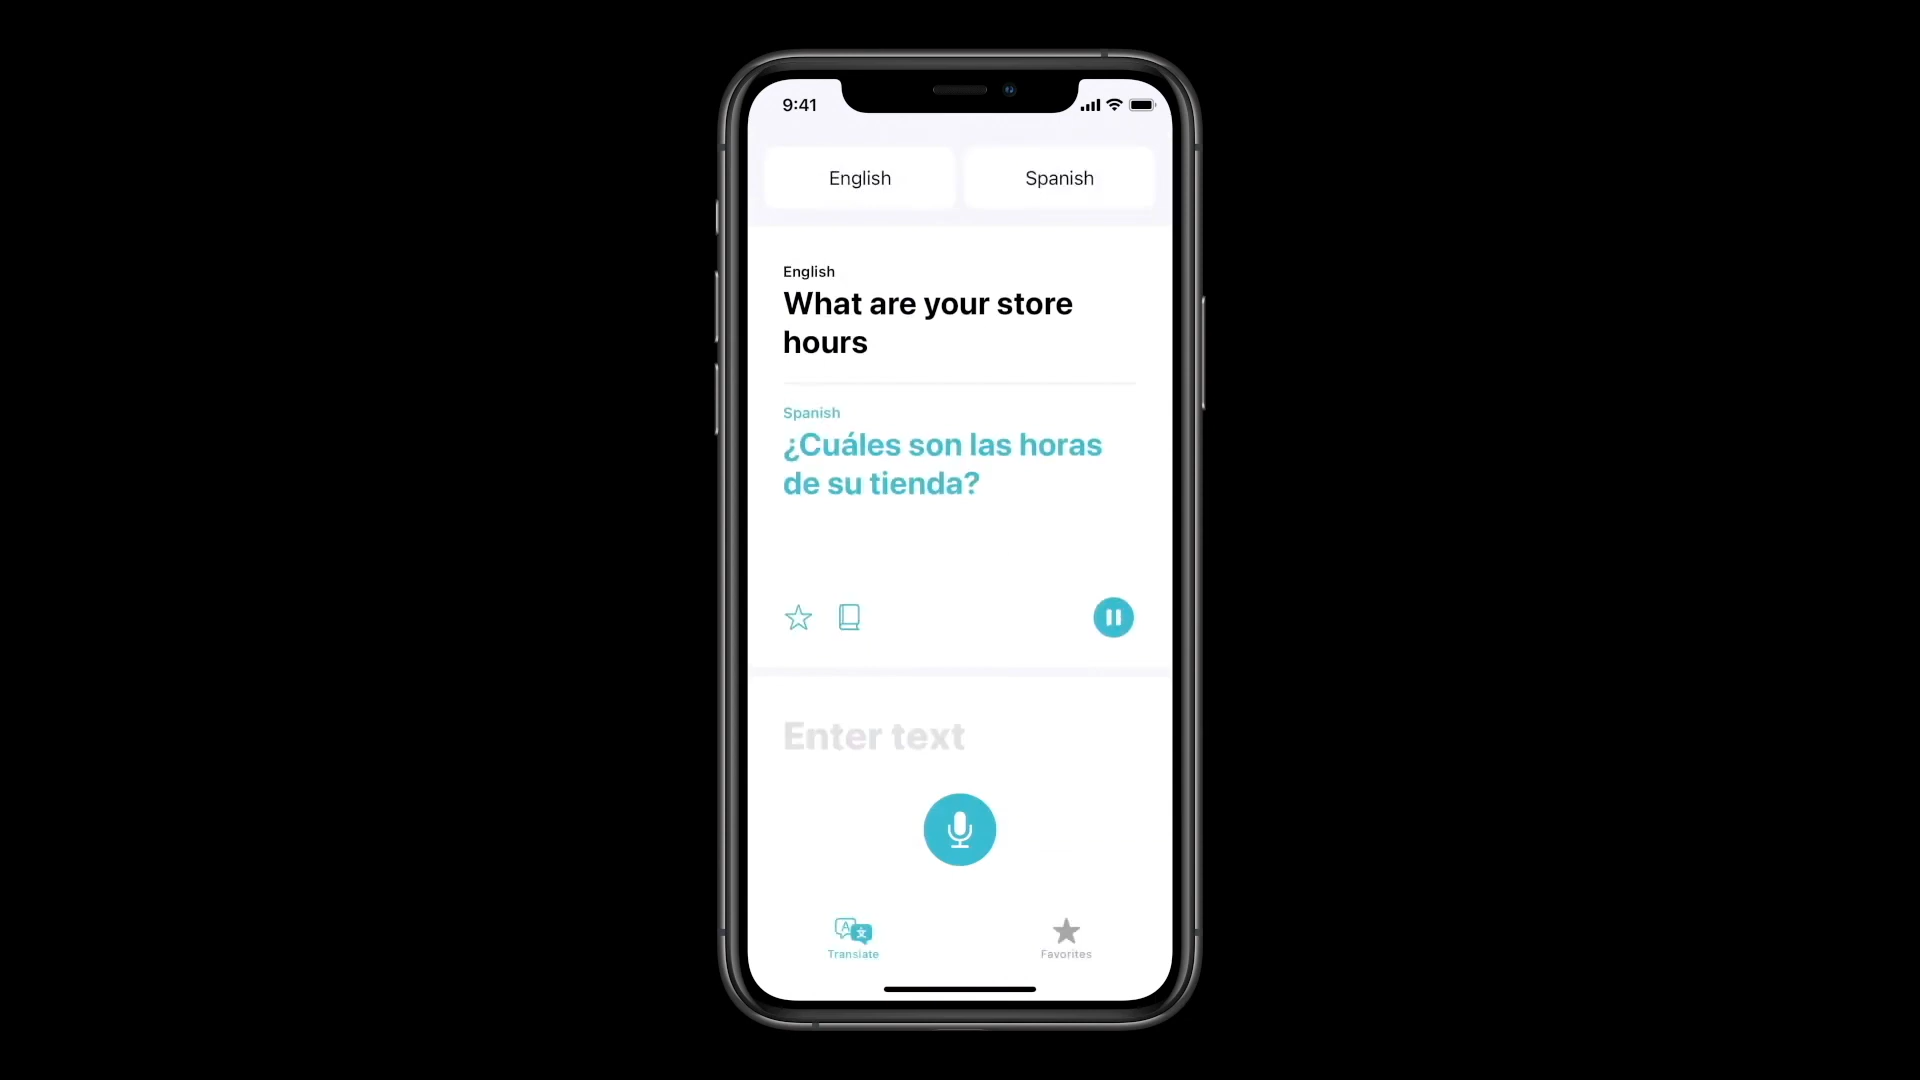 9:41
English
Spanish
English
What are your store
hours
Spanish
¿Cuáles son las horas
de su tienda?
Enter text
A
文
Translate
Favorites